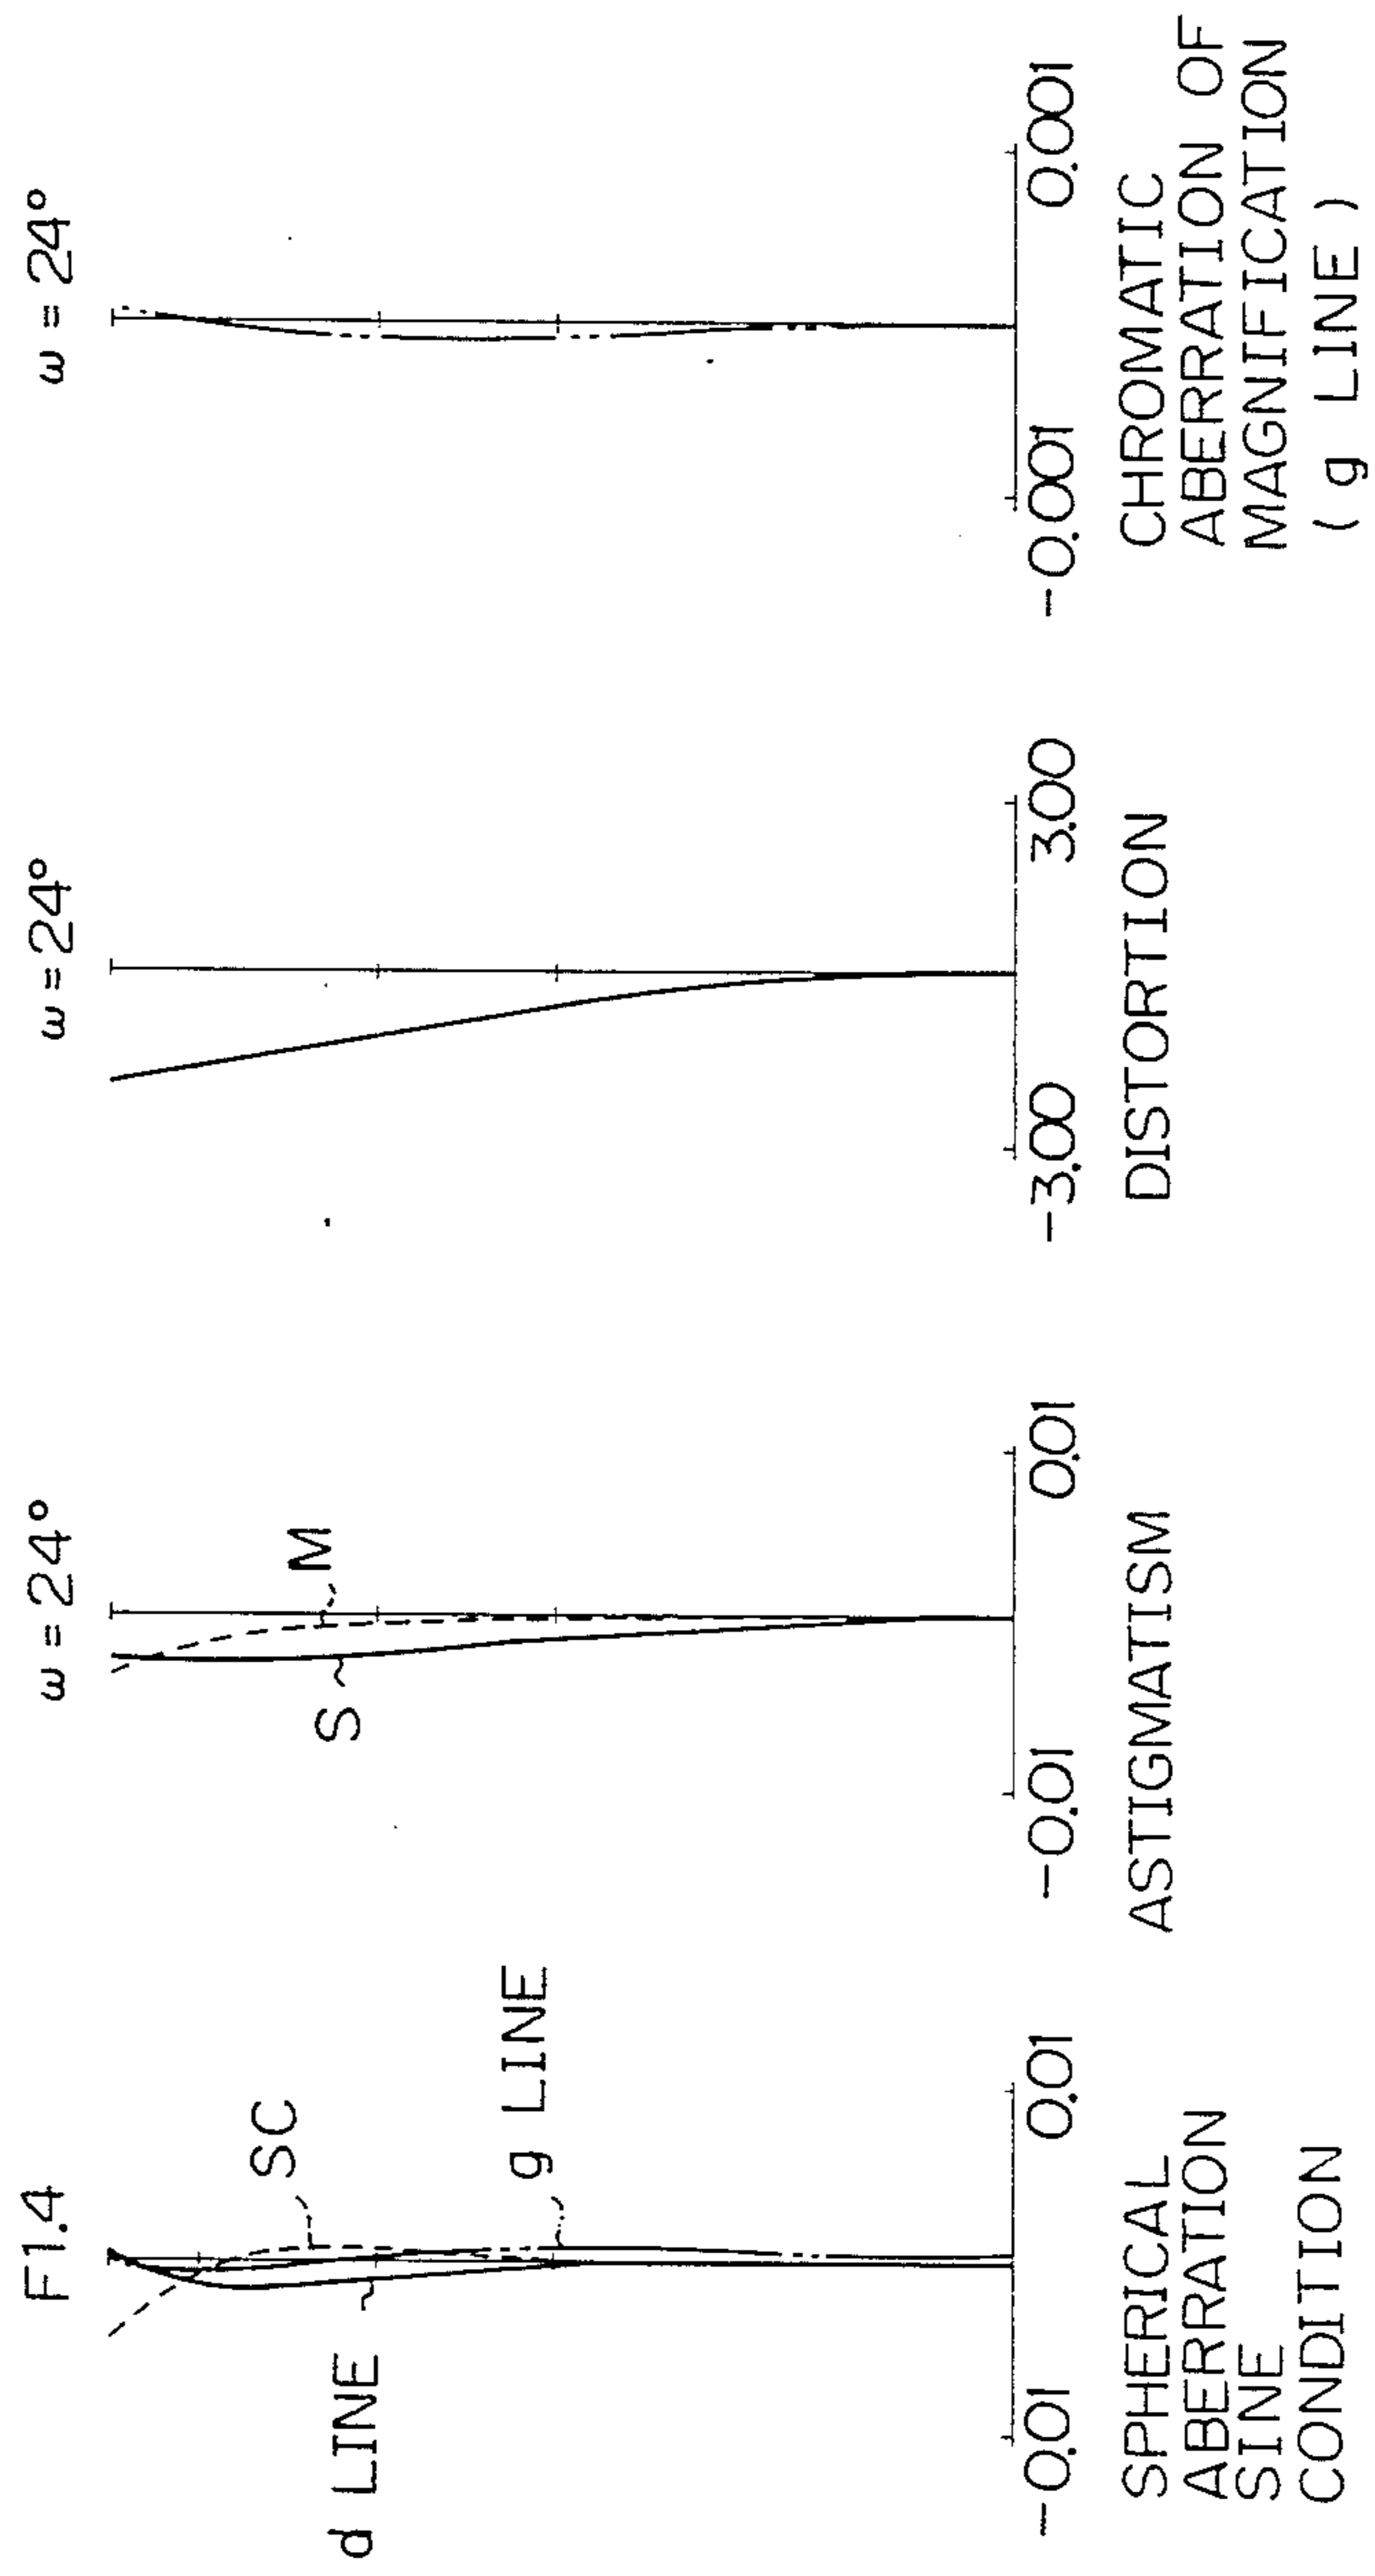 F1.4
SC
d LINE
g LINE
-0.01
0.01
SPHERICAL
ABERRATION
SINE
CONDITION
ω = 24°
S
M
-0.01
0.01
ASTIGMATISM
ω = 24°
-3.00
3.00
DISTORTION
ω = 24°
-0.001
0.001
CHROMATIC
ABERRATION OF
MAGNIFICATION
( g LINE )